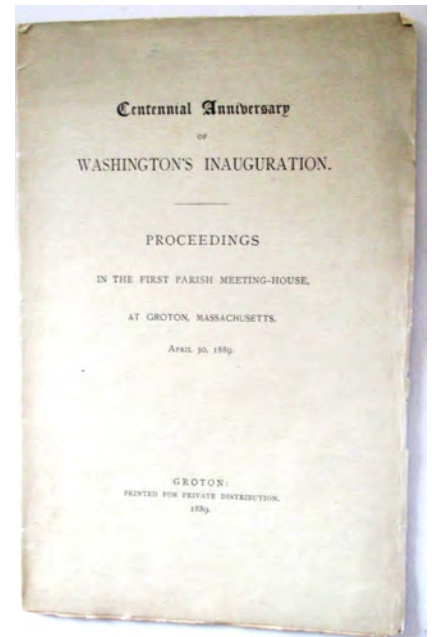 Centennial Anniversary
OF
WASHINGTON'S INAUGURATION.
PROCEEDINGS
IN THE FIRST PARISH MEETING-HOUSE,
AT GROTON, MASSACHUSETTS.
APRIL 30, 1889.
GROTON:
PRINTED FOR PRIVATE DISTRIBUTION.
1889.